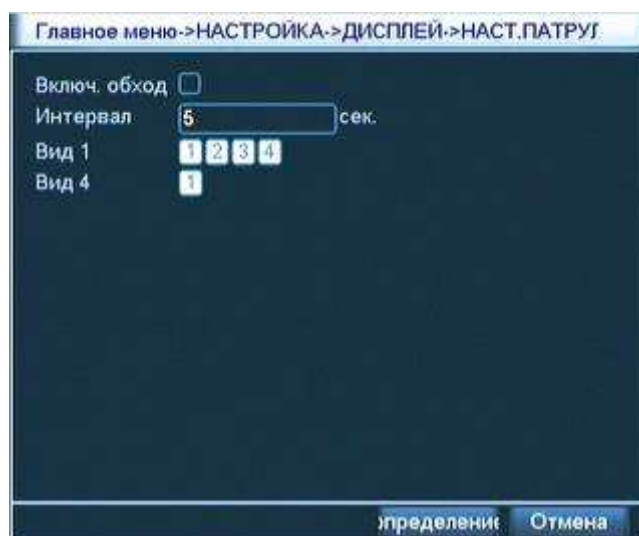 Главное меню->НАСТРОЙКА->ДИСПЛЕЙ->НАСТ.ПАТРУЛ
Включ. обход
Интервал 5 сек.
Вид 1 1 2 3 4
Вид 4 1
определение Отмена